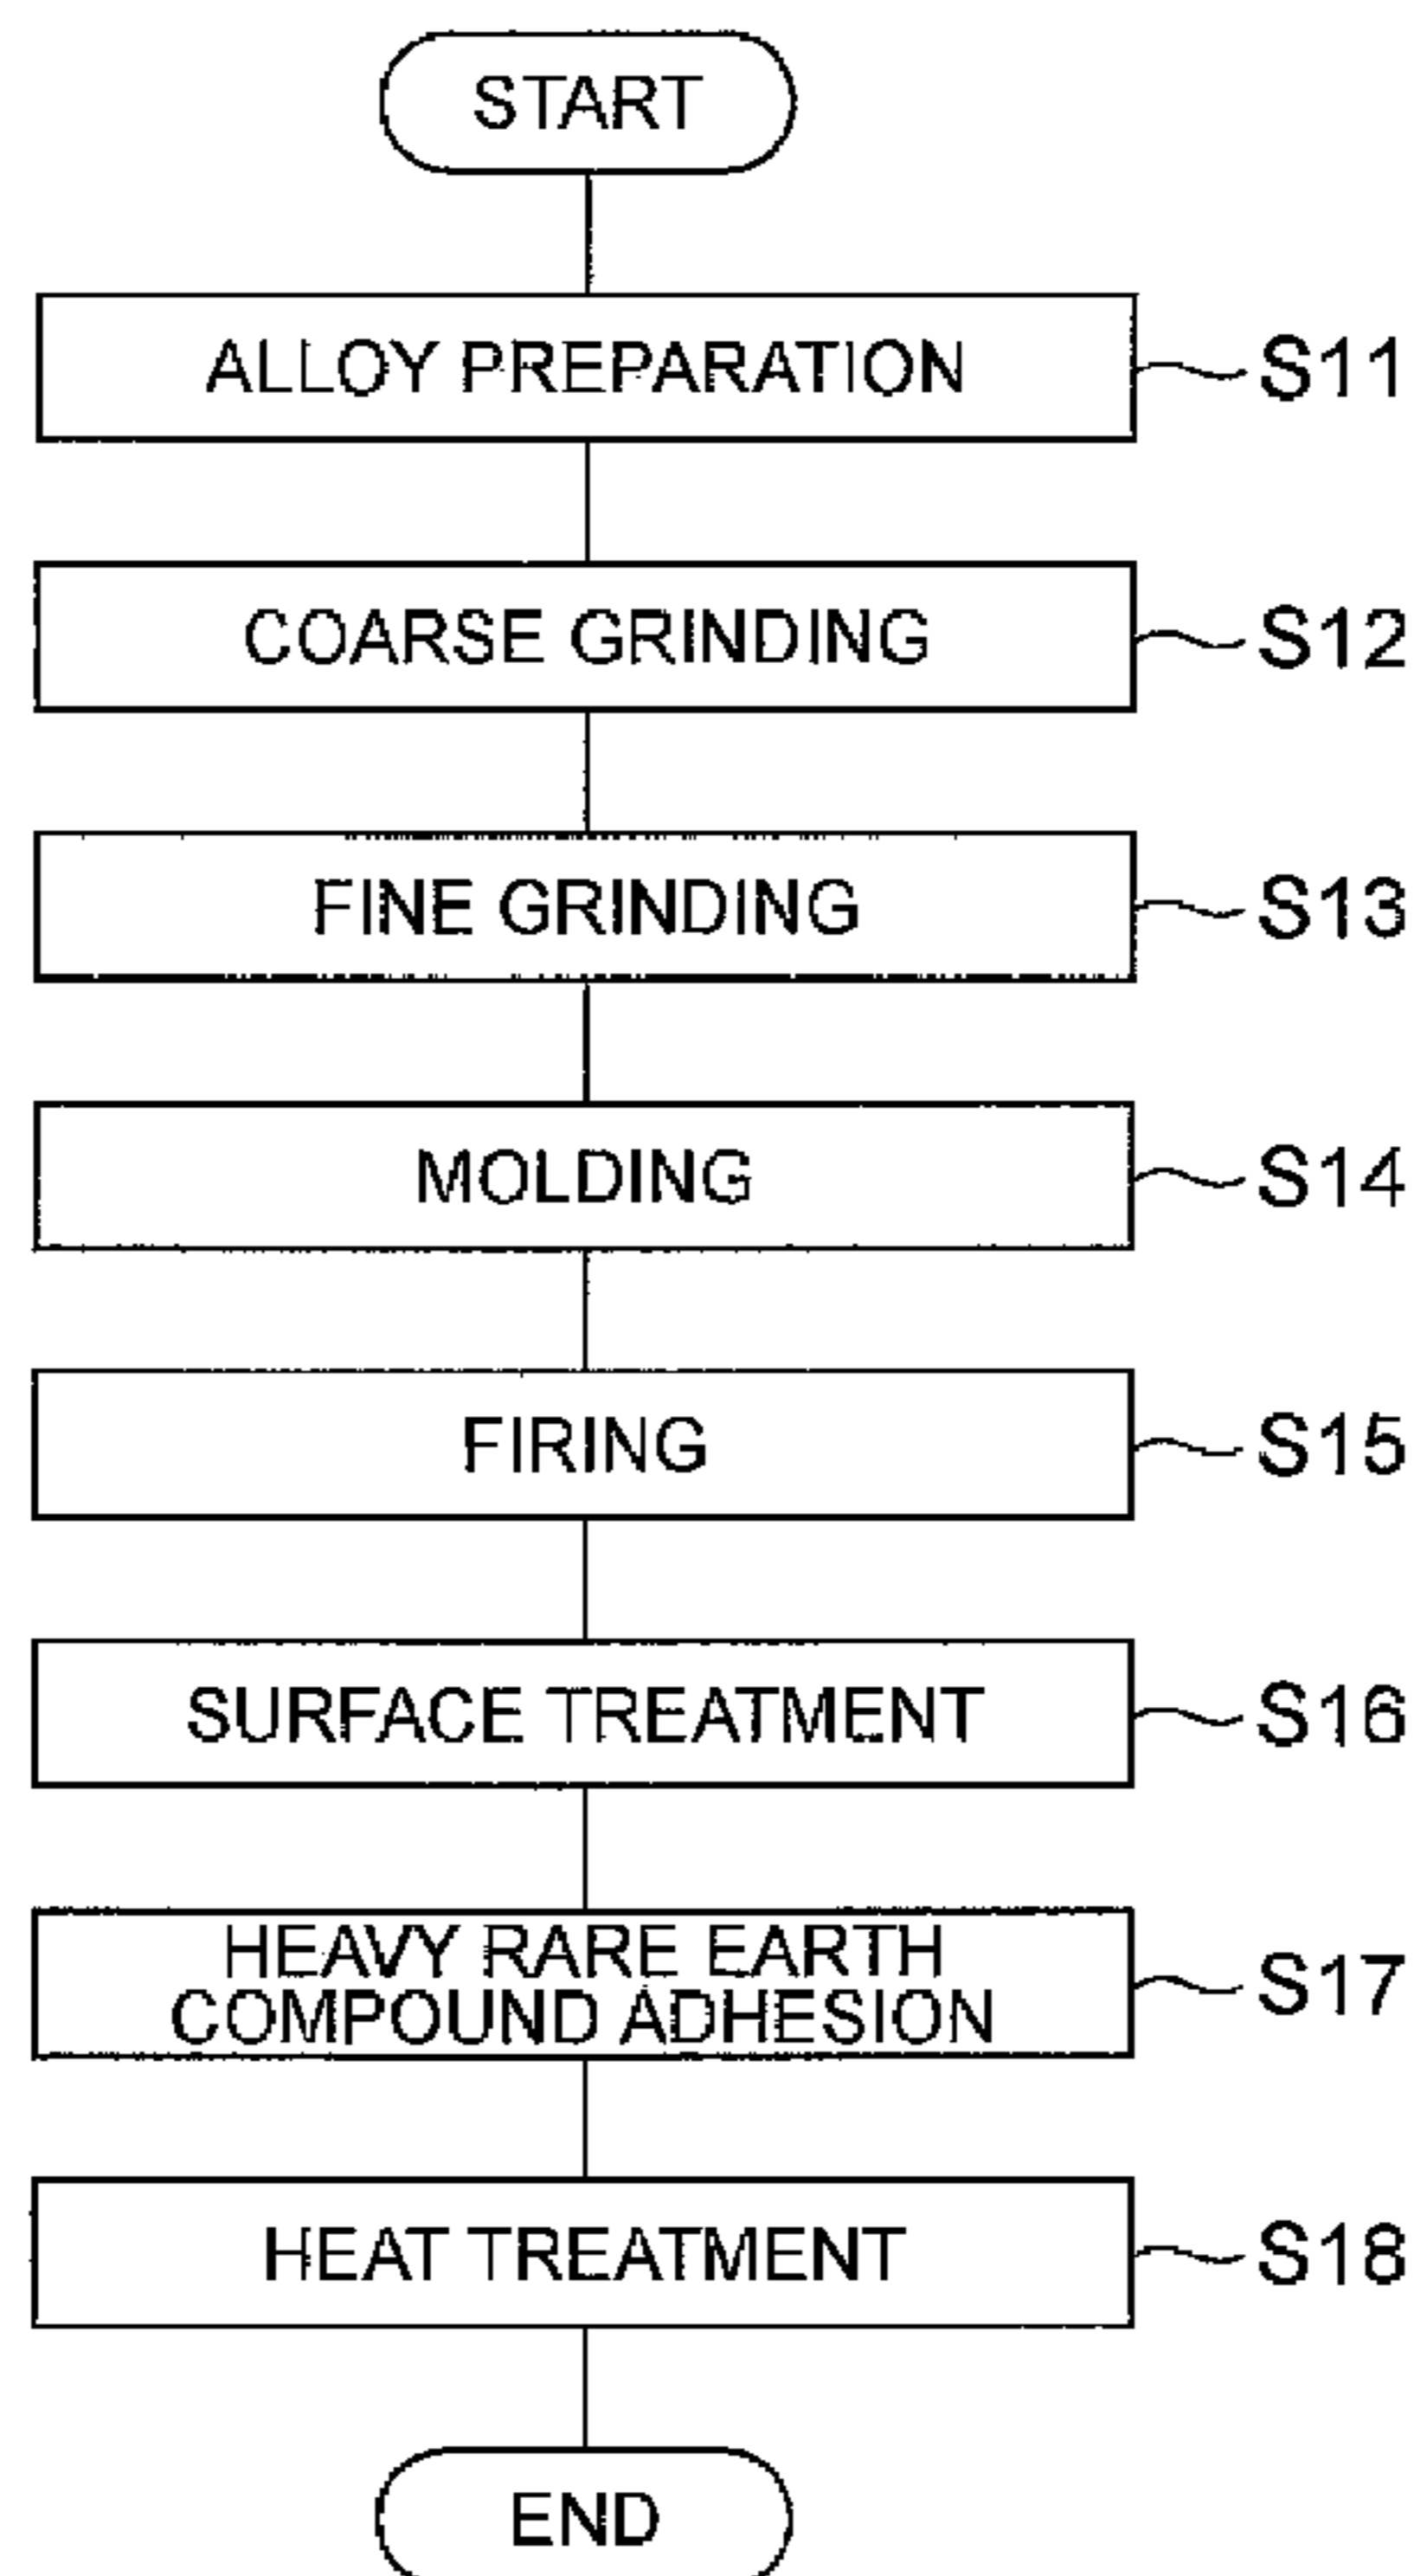 START
ALLOY PREPARATION S11
COARSE GRINDING S12
FINE GRINDING S13
MOLDING S14
FIRING S15
SURFACE TREATMENT S16
HEAVY RARE EARTH
COMPOUND ADHESION S17
HEAT TREATMENT S18
END